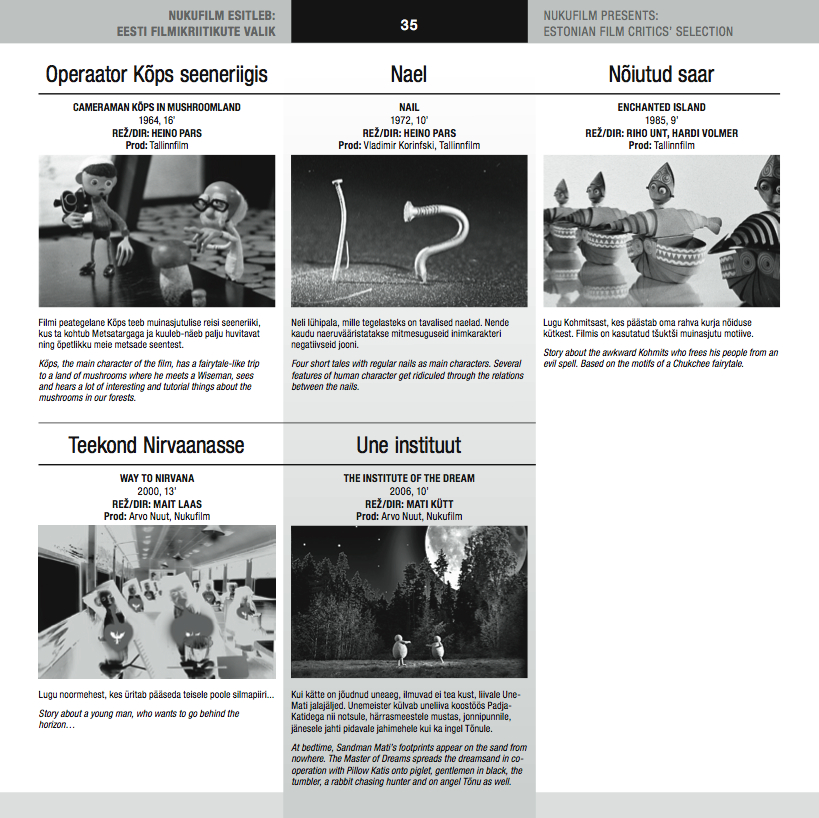 NUKUFILM ESITLEB:
EESTI FILMIKRIITIKUTE VALIK
35
NUKUFILM PRESENTS:
ESTONIAN FILM CRITICS' SELECTION
Operaator Kõps seeneriigis
CAMERAMAN KÕPS IN MUSHROOMLAND
1964, 16'
REŽ/DIR: HEINO PARS
Prod: Tallinnfilm
Filmi peategelane Kõps teeb muinasjutulise reisi seeneriiki,
kus ta kohtub Metsatargaga ja kuuleb-näeb palju huvitavat
ning õpetlikku meie metsade seentest.
Kõps, the main character of the film, has a fairytale-like trip
to a land of mushrooms where he meets a Wiseman, sees
and hears a lot of interesting and tutorial things about the
mushrooms in our forests.
Nael
NAIL
1972, 10'
REŽ/DIR: HEINO PARS
Prod: Vladimir Korinfski, Tallinnfilm
Neli lühipala, mille tegelasteks on tavalised naelad. Nende
kaudu naeruvääristatakse mitmesuguseid inimkarakteri
negatiivseid jooni.
Four short tales with regular nails as main characters. Several
features of human character get ridiculed through the relations
between the nails.
Nõiutud saar
ENCHANTED ISLAND
1985, 9'
REŽ/DIR: RIHO UNT, HARDI VOLMER
Prod: Tallinnfilm
Lugu Kohmitsast, kes päästab oma rahva kurja nõiduse
kütkest. Filmis on kasutatud tšuktši muinasjutu motiive.
Story about the awkward Kohmits who frees his people from an
evil spell. Based on the motifs of a Chukchee fairytale.
Teekond Nirvaanasse
WAY TO NIRVANA
2000, 13'
REŽ/DIR: MAIT LAAS
Prod: Arvo Nuut, Nukufilm
Lugu noormehest, kes üritab pääseda teisele poole silmapiiri...
Story about a young man, who wants to go behind the
horizon…
Une instituut
THE INSTITUTE OF THE DREAM
2006, 10'
REŽ/DIR: MATI KÜTT
Prod: Arvo Nuut, Nukufilm
Kui kätte on jõudnud uneaeg, ilmuvad ei tea kust, liivale Une-
Mati jalajäljed. Unemeister külvab uneliiva koostöös Padja-
Katidega nii notsule, härrasmeestele mustas, jonnipunnile,
jänesele jahti pidavale jahimehele kui ka ingel Tõnule.
At bedtime, Sandman Mati's footprints appear on the sand from
nowhere. The Master of Dreams spreads the dreamsand in co-
operation with Pillow Katis onto piglet, gentlemen in black, the
tumbler, a rabbit chasing hunter and on angel Tõnu as well.